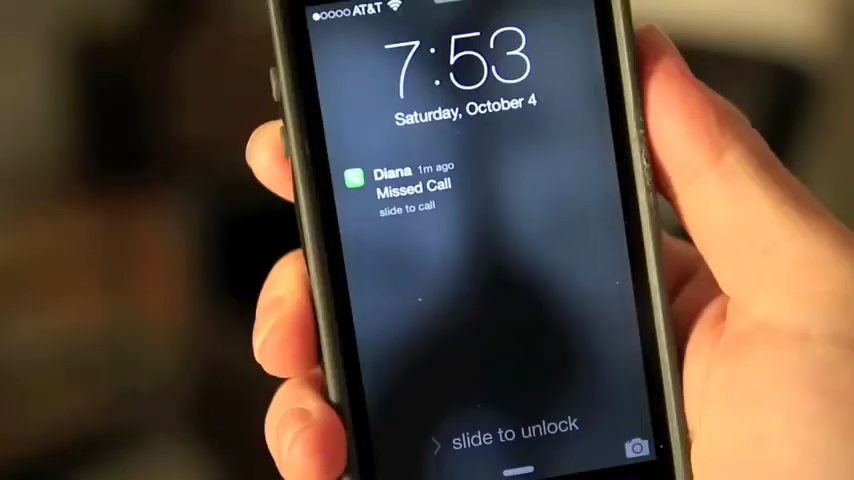 AT&T
7:53
Saturday, October 4
Diana 1m ago
Missed Call
slide to call
slide to unlock